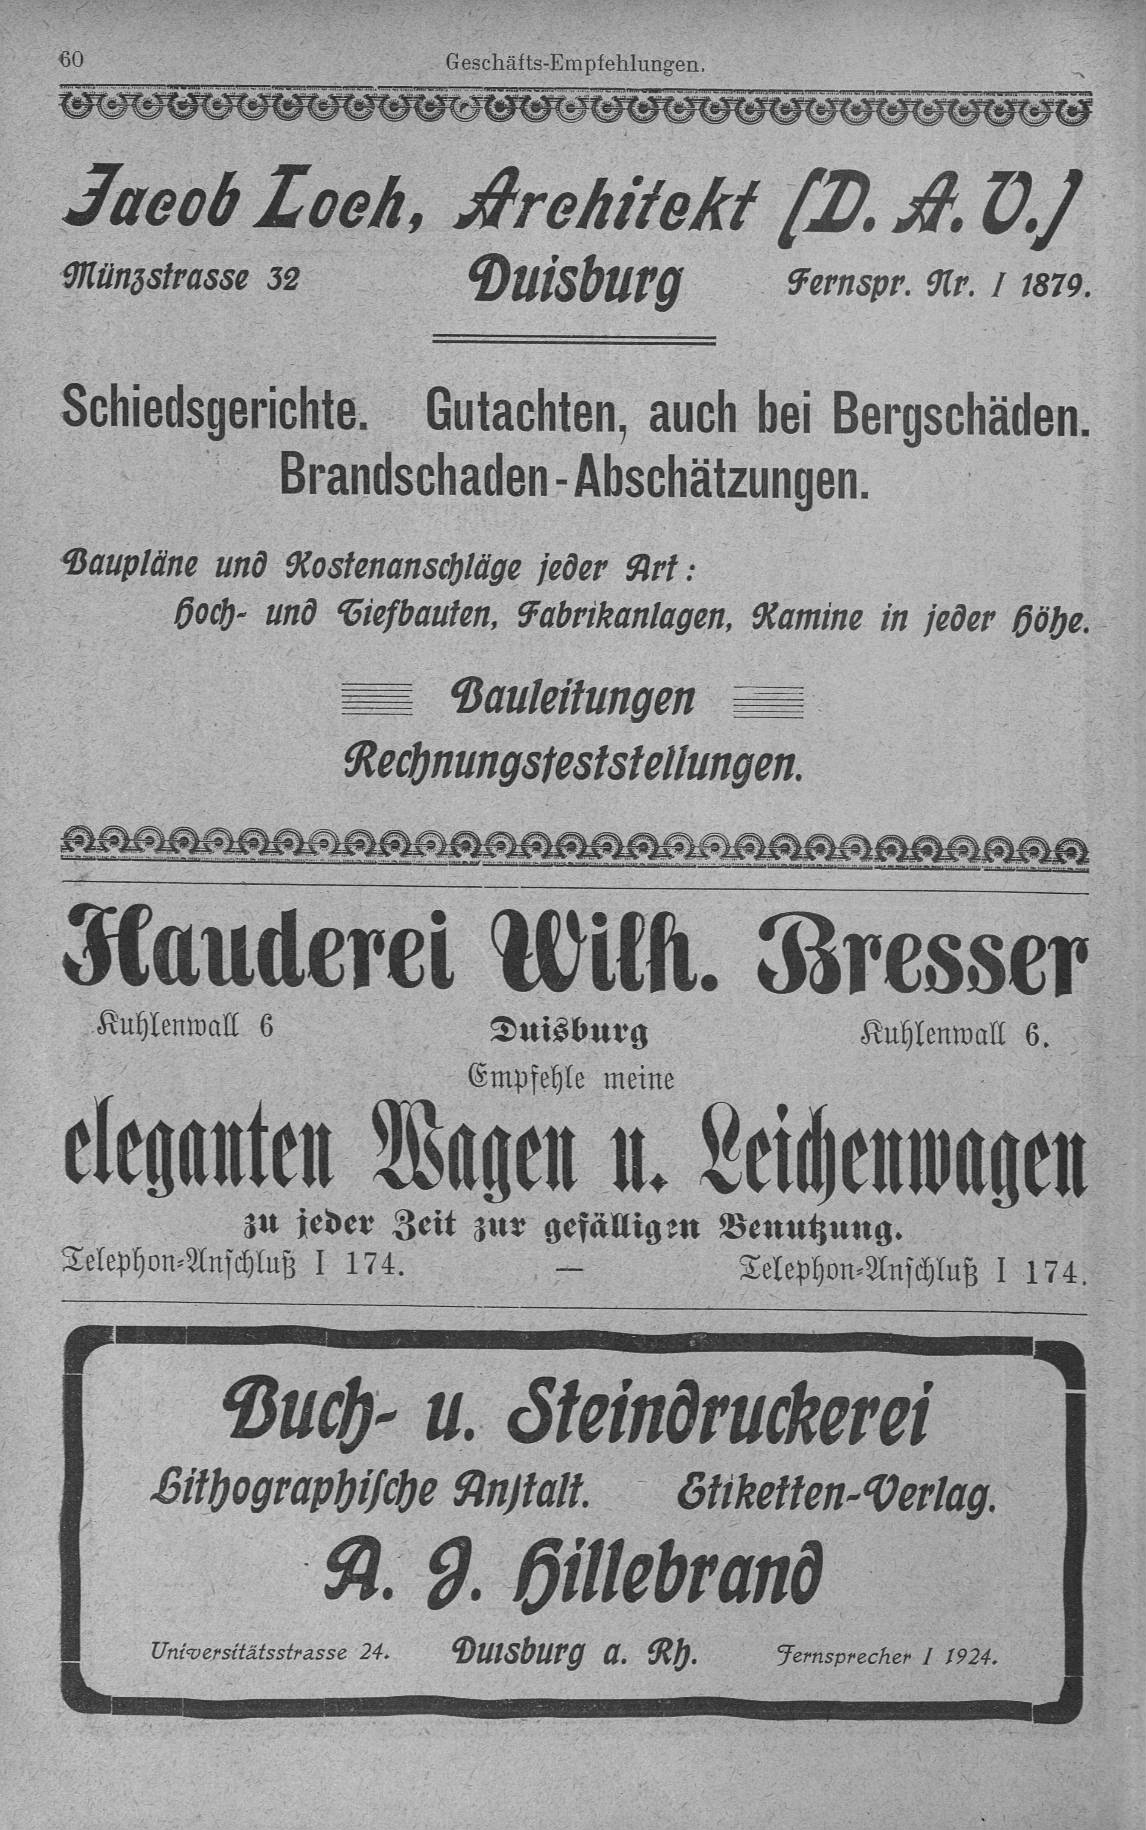 60 Geschäfts-Empfehlungen.
Jacob Loch, Architekt (D. A. V.)
Münzstrasse 32 Duisburg Fernspr. Nr. I 1879.
Schiedsgerichte. Gutachten, auch bei Bergschäden.
Brandschaden-Abschätzungen.
Baupläne und Kostenanschläge jeder Art:
Hoch- und Tiefbauten, Fabrikanlagen, Kamine in jeder Höhe.
Bauleitungen
Rechnungsfeststellungen.
Hauderei Wilh. Bresser
Kuhlenwall 6 Duisburg Kuhlenwall 6.
Empfehle meine
eleganten Wagen u. Leichenwagen
zu jeder Zeit zur gefälligen Benutzung.
Telephon-Anschluß I 174. — Telephon-Anschluß I 174.
Buch- u. Steindruckerei
Lithographiſche Anſtalt. Etiketten-Verlag.
A. J. Hillebrand
Universitätsstrasse 24. Duisburg a. Rh. Fernsprecher I 1924.